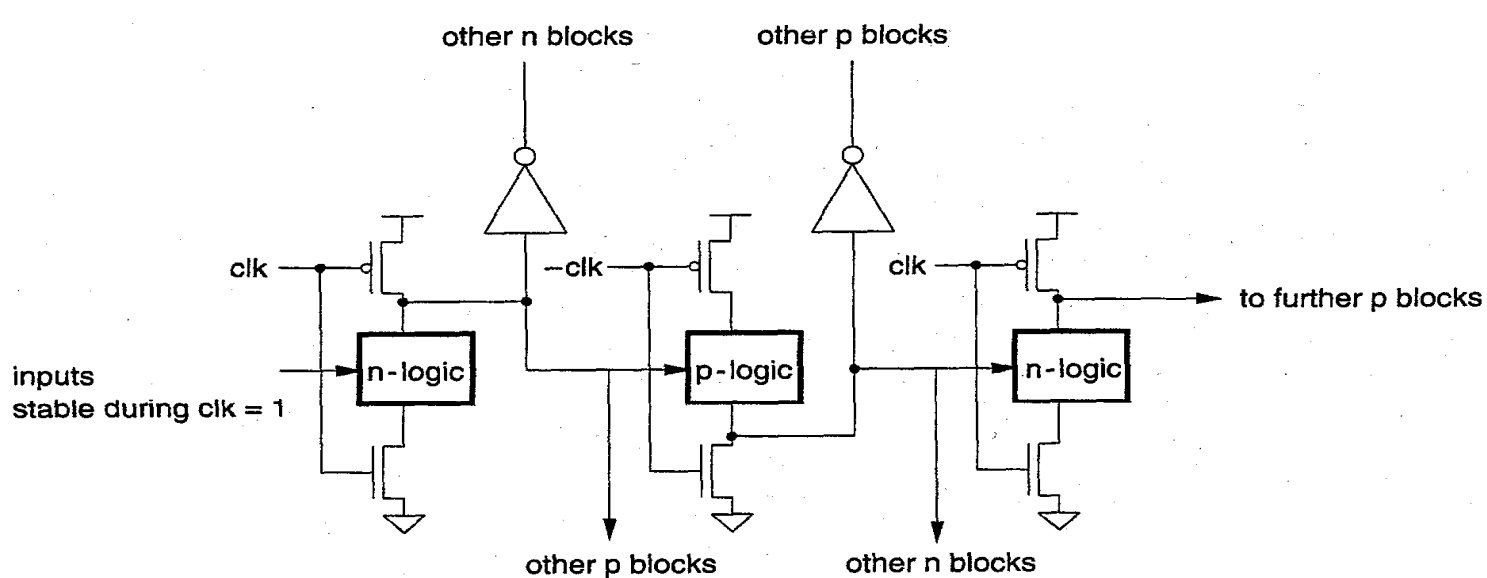 other n blocks
other p blocks
clk
−clk
clk
to further p blocks
n-logic
p-logic
n-logic
inputs
stable during clk = 1
other p blocks
other n blocks